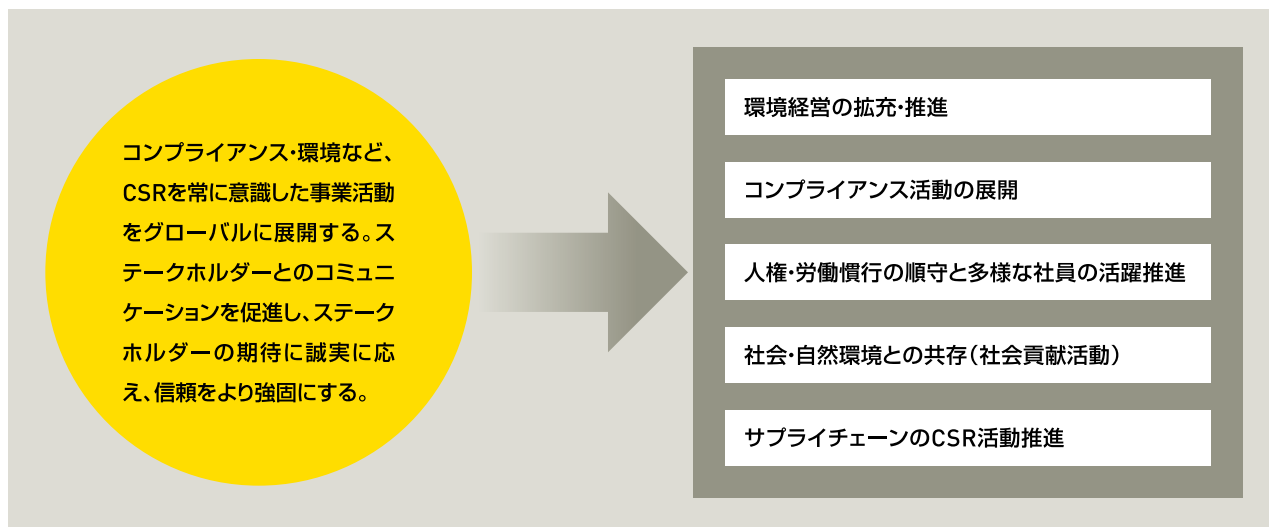 コンプライアンス・環境など、
CSRを常に意識した事業活動
をグローバルに展開する。ス
テークホルダーとのコミュニ
ケーションを促進し、ステーク
ホルダーの期待に誠実に応
え、信頼をより強固にする。
環境経営の拡充・推進
コンプライアンス活動の展開
人権・労働慣行の順守と多様な社員の活躍推進
社会・自然環境との共存（社会貢献活動）
サプライチェーンのCSR活動推進